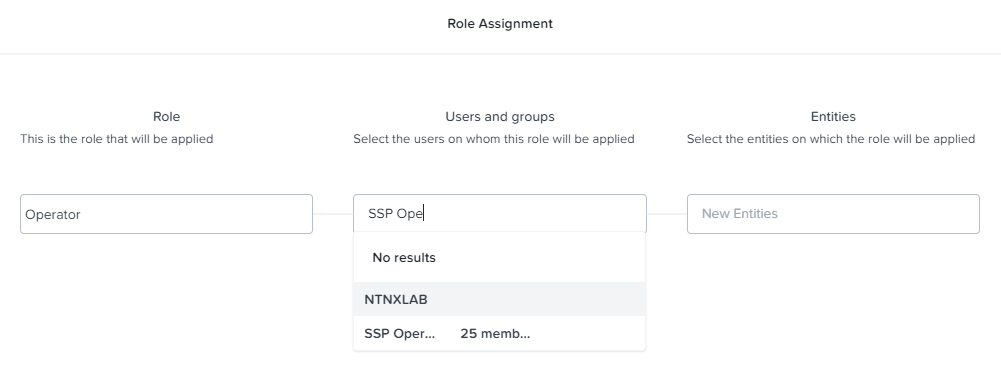 Role Assignment
Role
This is the role that will be applied
Operator
Users and groups
Select the users on whom this role will be applied
SSP Ope
No results
NTNXLAB
SSP Oper... 25 memb...
Entities
Select the entities on which the role will be applied
New Entities